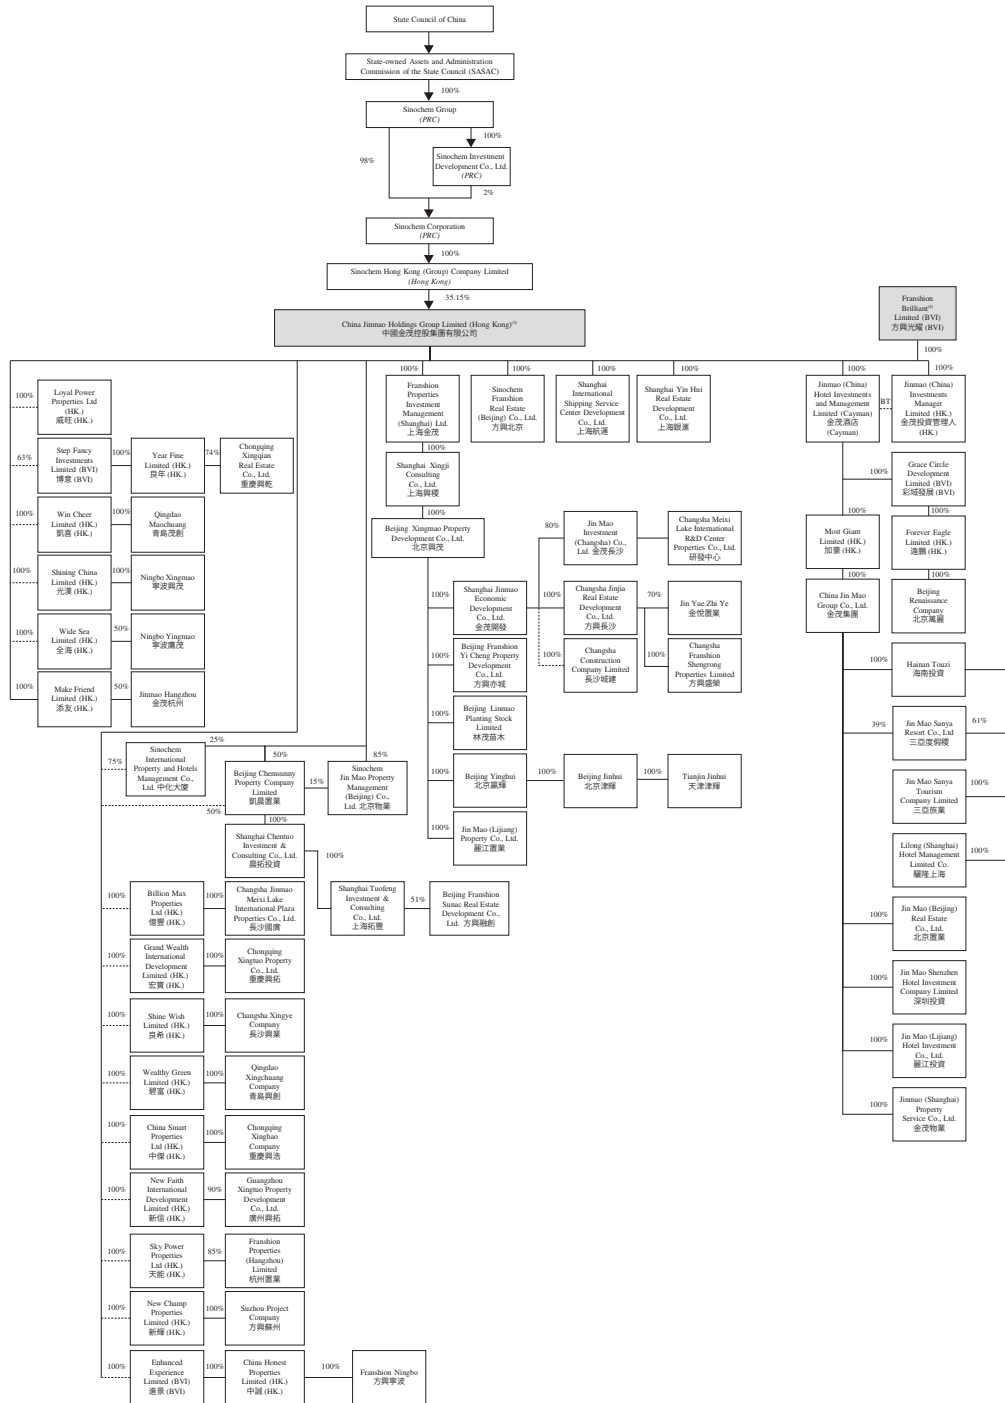 State Council of China
State-owned Assets and Administration
Commission of the State Council (SASAC)
100%
Sinochem Group
(PRC)
100%
98%
Sinochem Investment
Development Co., Ltd.
(PRC)
2%
Sinochem Corporation
(PRC)
100%
Sinochem Hong Kong (Group) Company Limited
(Hong Kong)
35.15%
China Jinmao Holdings Group Limited (Hong Kong)(3)
中國金茂控股集團有限公司
Franshion
Brilliant(4)
Limited (BVI)
方興光耀 (BVI)
100%
100%
Loyal Power
Properties Ltd
(HK.)
威旺 (HK.)
63%
Step Fancy
Investments
Limited (BVI)
博意 (BVI)
100%
Year Fine
Limited (HK.)
良年 (HK.)
74%
Chongqing
Xingqian
Real Estate
Co., Ltd.
重慶興乾
100%
Win Cheer
Limited (HK.)
凱喜 (HK.)
100%
Qingdao
Maochuang
青島茂創
100%
Shining China
Limited (HK.)
光漢 (HK.)
100%
Ningbo Xingmao
寧波興茂
100%
Wide Sea
Limited (HK.)
全海 (HK.)
50%
Ningbo Yingmao
寧波鷹茂
100%
Make Friend
Limited (HK.)
添友 (HK.)
50%
Jinmao Hangzhou
金茂杭州
100%
Franshion
Properties
Investment
Management
(Shanghai) Ltd.
上海金茂
100%
Shanghai Xingji
Consulting
Co., Ltd.
上海興稷
100%
Beijing Xingmao Property
Development Co., Ltd.
北京興茂
100%
Sinochem
Franshion
Real Estate
(Beijing) Co., Ltd.
方興北京
100%
Shanghai
International
Shipping Service
Center Development
Co., Ltd.
上海航運
100%
Shanghai Yin Hui
Real Estate
Development
Co., Ltd.
上海銀滙
100%
Jinmao (China)
Hotel Investments
and Management
Limited (Cayman)
金茂酒店
(Cayman)
BT
100%
Jinmao (China)
Investments
Manager
Limited (HK.)
金茂投資管理人
(HK.)
100%
Grace Circle
Development
Limited (BVI)
彩域發展 (BVI)
100%
Most Giant
Limited (HK.)
加豪 (HK.)
100%
Forever Eagle
Limited (HK.)
遠鵬 (HK.)
100%
China Jin Mao
Group Co., Ltd.
金茂集團
100%
Beijing
Renaissance
Company
北京萬麗
100%
Hainan Touzi
海南投資
39%
Jin Mao Sanya
Resort Co., Ltd
三亞度假
61%
Jin Mao Sanya
Tourism
Company Limited
三亞旅業
100%
Lilong (Shanghai)
Hotel Management
Limited Co.
驪隆上海
100%
100%
Jin Mao (Beijing)
Real Estate
Co., Ltd.
北京置業
100%
Jin Mao Shenzhen
Hotel Investment
Company Limited
深圳投資
100%
Jin Mao (Lijiang)
Hotel Investment
Co., Ltd.
麗江投資
100%
Jinmao (Shanghai)
Property
Service Co., Ltd.
金茂物業
80%
Jin Mao
Investment
(Changsha) Co.,
Ltd. 金茂長沙
Changsha Meixi
Lake International
R&D Center
Properties Co., Ltd.
研發中心
100%
Shanghai Jinmao
Economic
Development
Co., Ltd.
金茂開發
100%
Changsha Jinjia
Real Estate
Development
Co., Ltd.
方興長沙
70%
Jin Yue Zhi Ye
金悅置業
100%
Changsha
Construction
Company Limited
長沙城建
100%
Changsha
Franshion
Shengrong
Properties Limited
方興盛榮
100%
Beijing Franshion
Yi Cheng Property
Development
Co., Ltd.
方興亦城
100%
Beijing Linmao
Planting Stock
Limited
林茂苗木
100%
Beijing Yinghai
北京贏輝
100%
Beijing Jinhui
北京津輝
100%
Tianjin Jinhui
天津津輝
100%
Jin Mao (Lijiang)
Property Co., Ltd.
麗江置業
25%
75%
Sinochem
International
Property and Hotels
Management Co.,
Ltd. 中化大廈
50%
Beijing Chemsunny
Property Company
Limited
凱晨置業
50%
15%
85%
Sinochem
Jin Mao Property
Management
(Beijing) Co.,
Ltd. 北京物業
100%
Shanghai Chentuo
Investment &
Consulting Co., Ltd.
晨拓投資
100%
Shanghai Tuofeng
Investment &
Consulting
Co., Ltd.
上海拓豐
51%
Beijing Franshion
Sunac Real Estate
Development Co.,
Ltd. 方興融創
100%
Billion Max
Properties
Ltd (HK.)
億豐 (HK.)
100%
Changsha Jinmao
Meixi Lake
International Plaza
Properties Co., Ltd.
長沙國廣
100%
Grand Wealth
International
Development
Limited (HK.)
宏寶 (HK.)
100%
Chongqing
Xingtuo Property
Co., Ltd.
重慶興拓
100%
Shine Wish
Limited (HK.)
良希 (HK.)
100%
Changsha Xingye
Company
長沙興業
100%
Wealthy Green
Limited (HK.)
碧富 (HK.)
100%
Qingdao
Xingchuang
Company
青島興創
100%
China Smart
Properties
Ltd (HK.)
中傑 (HK.)
100%
Chongqing
Xinghao
Company
重慶興浩
100%
New Faith
International
Development
Limited (HK.)
新信 (HK.)
90%
Guangzhou
Xingtuo Property
Development
Co., Ltd.
廣州興拓
100%
Sky Power
Properties
Ltd (HK.)
天能 (HK.)
85%
Franshion
Properties
(Hangzhou)
Limited
杭州置業
100%
New Champ
Properties
Limited (HK.)
新輝 (HK.)
100%
Suzhou Project
Company
方興蘇州
100%
Enhanced
Experience
Limited (BVI)
進景 (BVI)
100%
China Honest
Properties
Limited (HK.)
中誠 (HK.)
100%
Franshion Ningbo
方興寧波